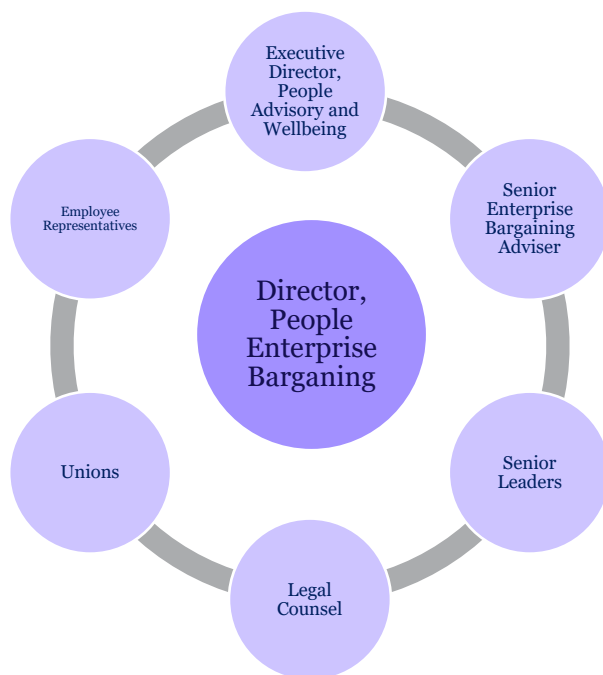 Executive
Director,
People
Advisory and
Wellbeing
Senior
Enterprise
Bargaining
Adviser
Employee
Representatives
Director,
People
Enterprise
Barganing
Unions
Senior
Leaders
Legal
Counsel